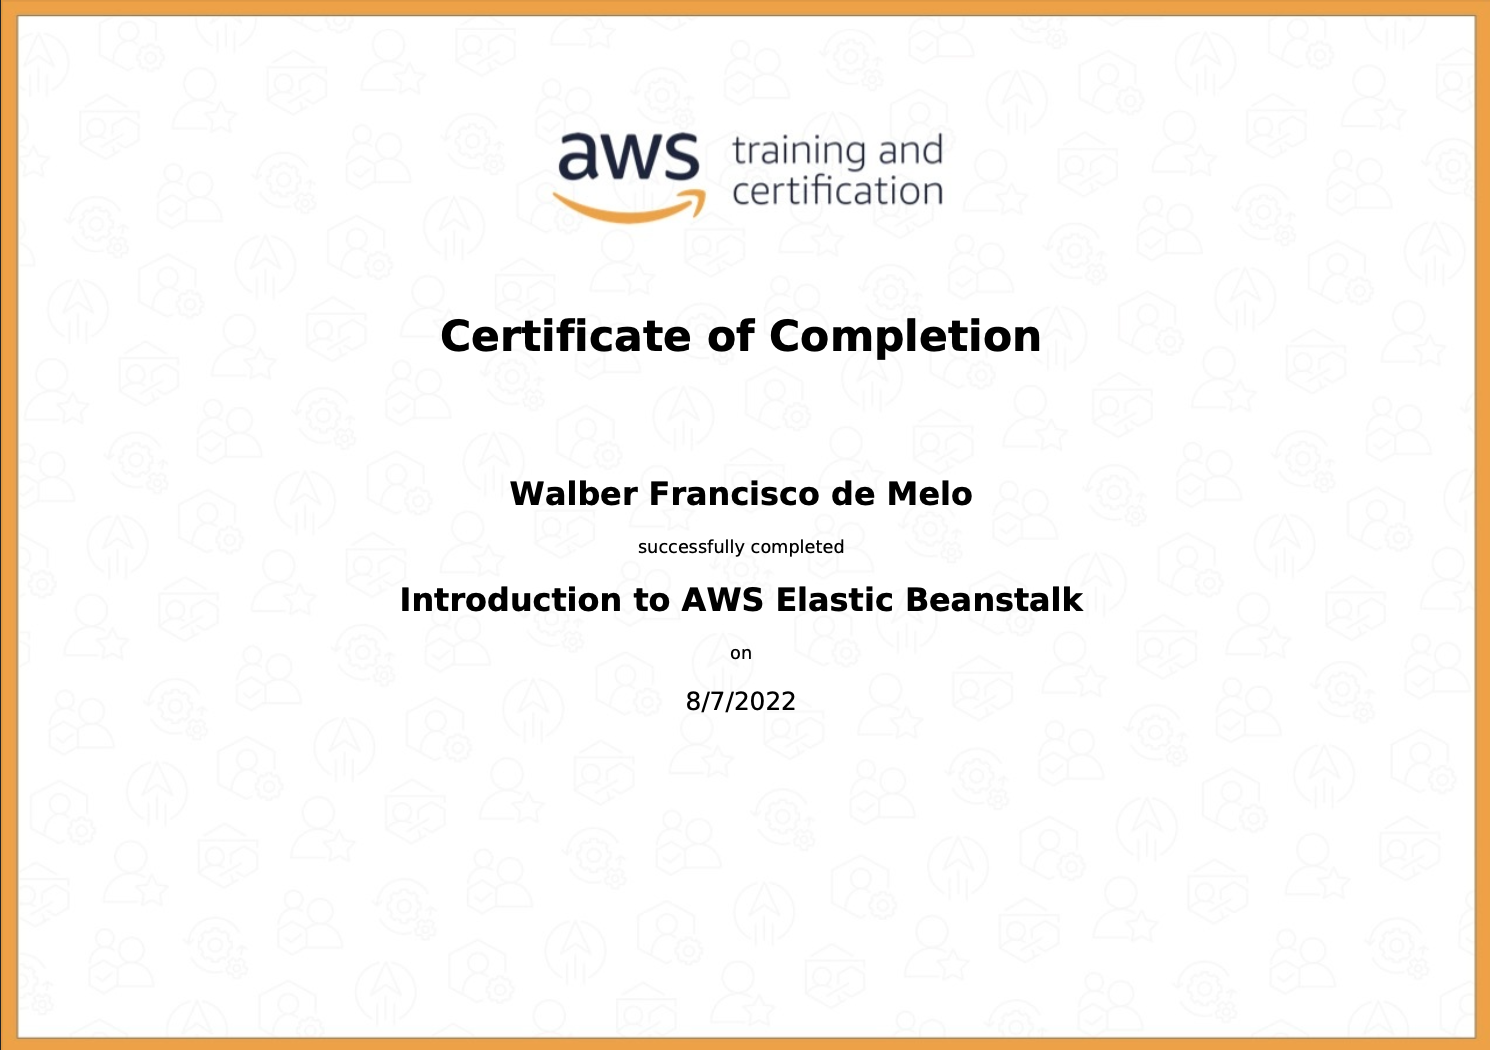 aws training and
certification
Certificate of Completion
Walber Francisco de Melo
successfully completed
Introduction to AWS Elastic Beanstalk
on
8/7/2022